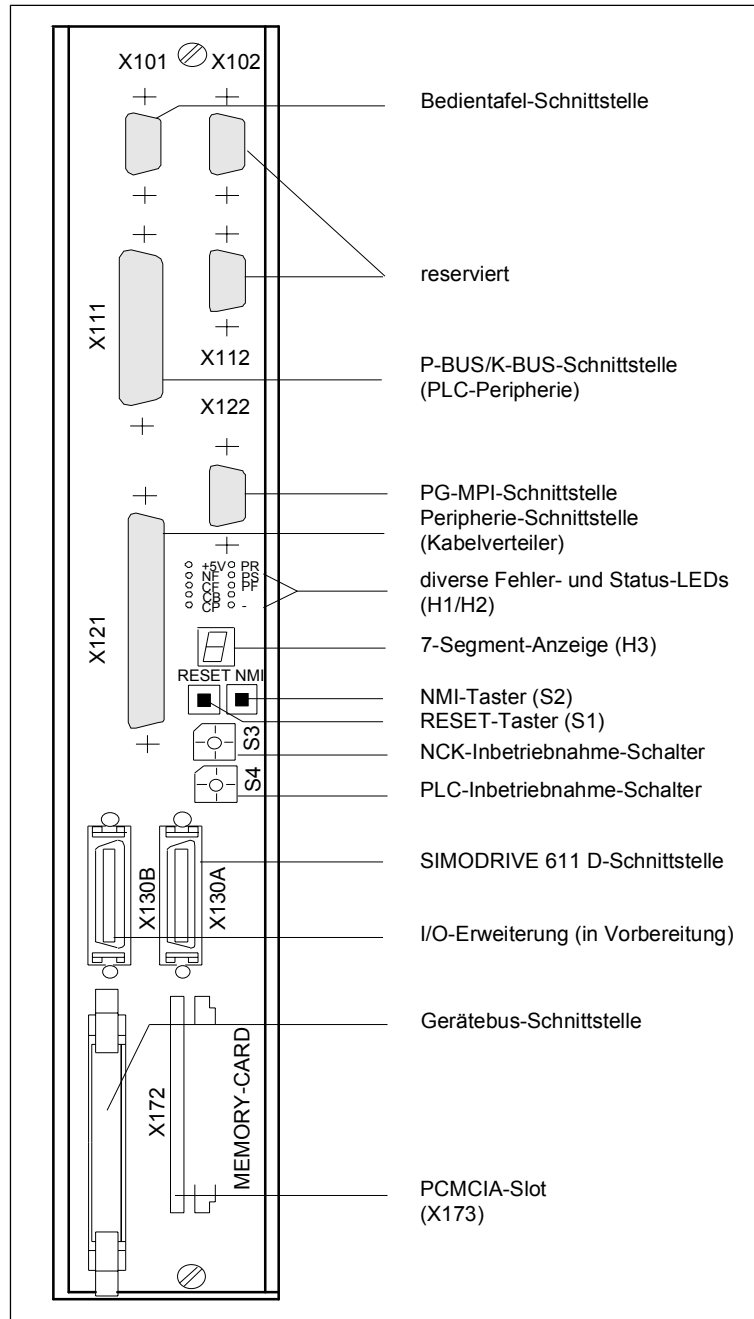 X101 X102
Bedientafel-Schnittstelle
reserviert
X111
X112
P-BUS/K-BUS-Schnittstelle
(PLC-Peripherie)
X122
PG-MPI-Schnittstelle
Peripherie-Schnittstelle
(Kabelverteiler)
+5V PR
NF PS
CF PF
CB
CP -
diverse Fehler- und Status-LEDs
(H1/H2)
X121
7-Segment-Anzeige (H3)
RESET NMI
NMI-Taster (S2)
RESET-Taster (S1)
S3
NCK-Inbetriebnahme-Schalter
S4
PLC-Inbetriebnahme-Schalter
X130B
X130A
SIMODRIVE 611 D-Schnittstelle
I/O-Erweiterung (in Vorbereitung)
Gerätebus-Schnittstelle
X172
MEMORY-CARD
PCMCIA-Slot
(X173)